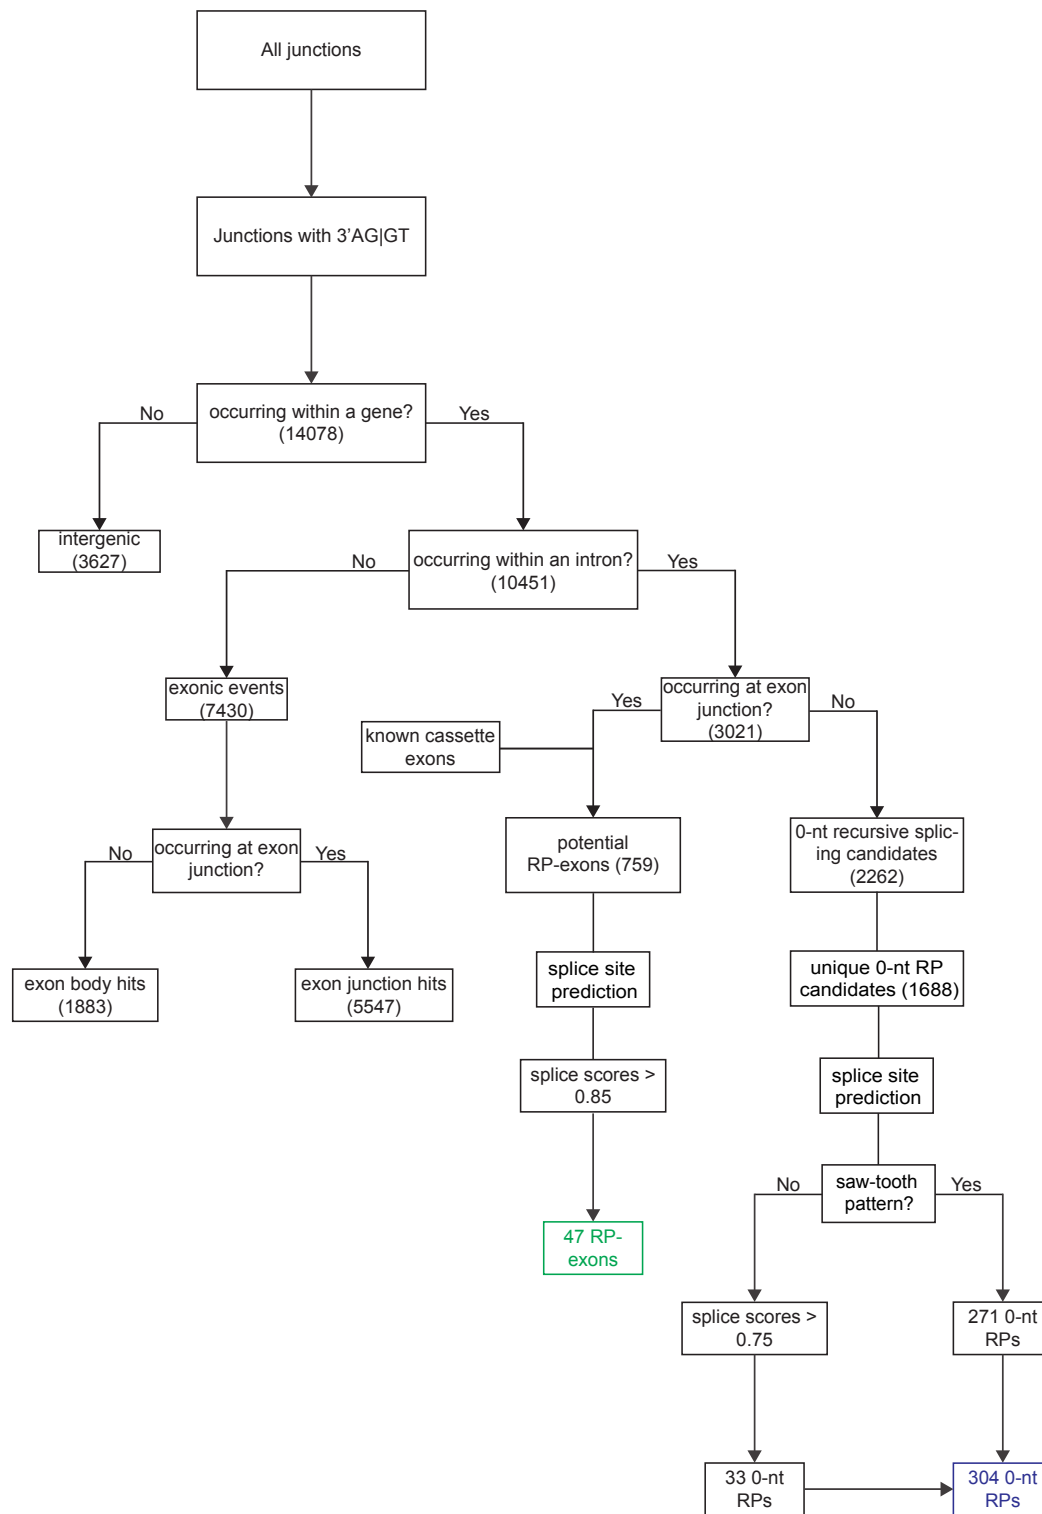 All junctions
Junctions with 3'AG|GT
No
occurring within a gene?
(14078)
Yes
intergenic
(3627)
No
occurring within an intron?
(10451)
Yes
exonic events
(7430)
Yes
occurring at exon
junction?
(3021)
No
known cassette
exons
No
occurring at exon
junction?
Yes
potential
RP-exons (759)
0-nt recursive splic-
ing candidates
(2262)
exon body hits
(1883)
exon junction hits
(5547)
splice site
prediction
unique 0-nt RP
candidates (1688)
splice scores >
0.85
splice site
prediction
No
saw-tooth
pattern?
Yes
47 RP-
exons
splice scores >
0.75
271 0-nt
RPs
33 0-nt
RPs
304 0-nt
RPs